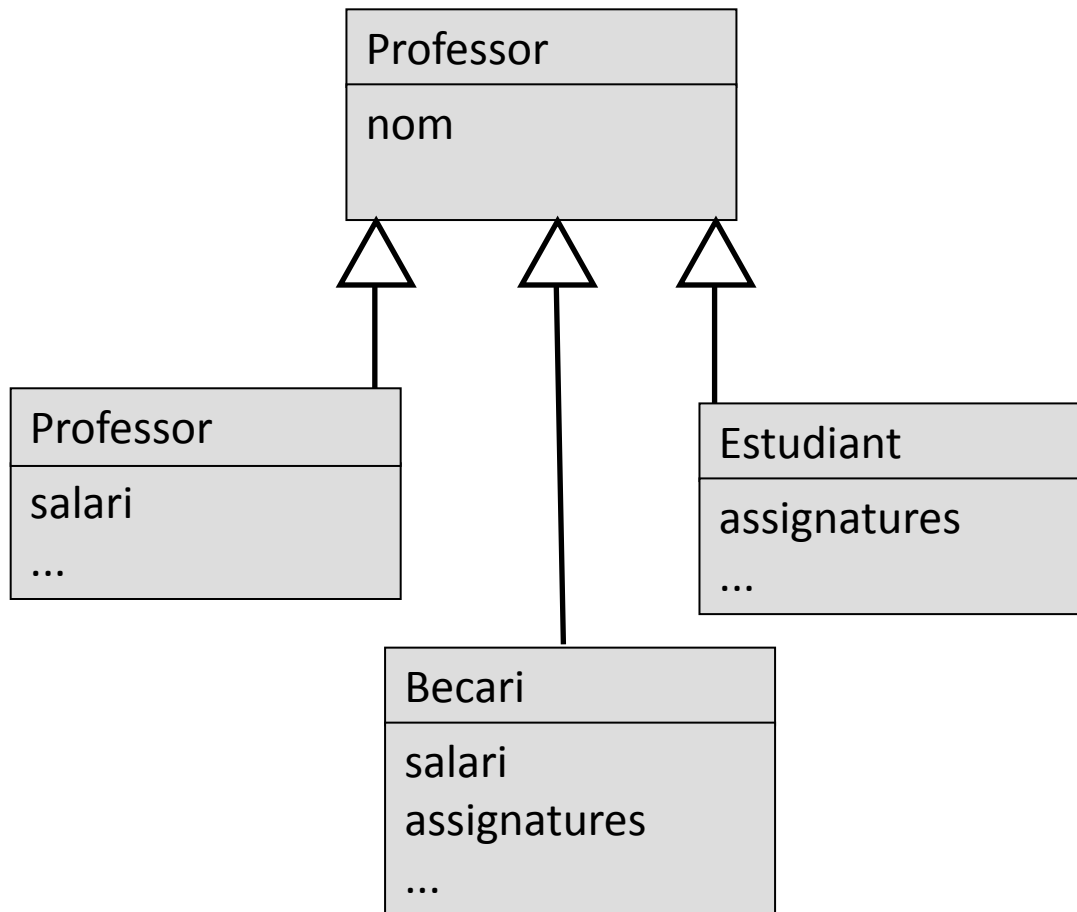 Professor
nom
Professor
salari
...
Estudiant
assignatures
...
Becari
salari
assignatures
...